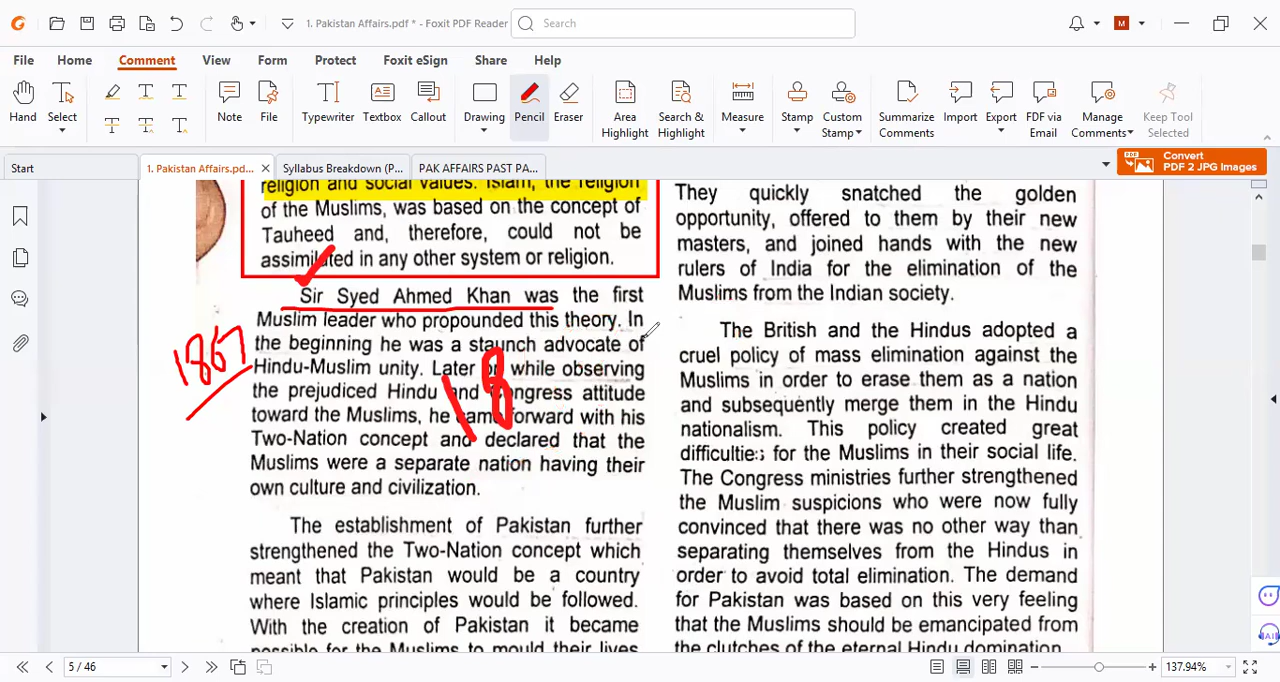 1. Pakistan Affairs.pdf * - Foxit PDF Reader
Search
M
File Home Comment View Form Protect Foxit eSign Share Help
Hand
Select
Note
File
Typewriter
Textbox
Callout
Drawing
Pencil
Eraser
Area
Highlight
Search &
Highlight
Measure
Stamp
Custom
Stamp
Summarize
Comments
Import
Export
FDF via
Email
Manage
Comments
Keep Tool
Selected
Start
1. Pakistan Affairs.pd...
Syllabus Breakdown (P...
PAK AFFAIRS PAST PA...
Convert
PDF 2 JPG Images
religion and social values. Islam, the religion
of the Muslims, was based on the concept of
Tauheed and, therefore, could not be
assimilated in any other system or religion.
Sir Syed Ahmed Khan was the first
Muslim leader who propounded this theory. In
the beginning he was a staunch advocate of
Hindu-Muslim unity. Later on while observing
the prejudiced Hindu and Congress attitude
toward the Muslims, he came forward with his
Two-Nation concept and declared that the
Muslims were a separate nation having their
own culture and civilization.
1867
18
The establishment of Pakistan further
strengthened the Two-Nation concept which
meant that Pakistan would be a country
where Islamic principles would be followed.
With the creation of Pakistan it became
possible for the Muslims to mould their lives
They quickly snatched the golden
opportunity, offered to them by their new
masters, and joined hands with the new
rulers of India for the elimination of the
Muslims from the Indian society.
The British and the Hindus adopted a
cruel policy of mass elimination against the
Muslims in order to erase them as a nation
and subsequently merge them in the Hindu
nationalism. This policy created great
difficulties for the Muslims in their social life.
The Congress ministries further strengthened
the Muslim suspicions who were now fully
convinced that there was no other way than
separating themselves from the Hindus in
order to avoid total elimination. The demand
for Pakistan was based on this very feeling
that the Muslims should be emancipated from
the clutches of the eternal Hindu domination
5 / 46
137.94%